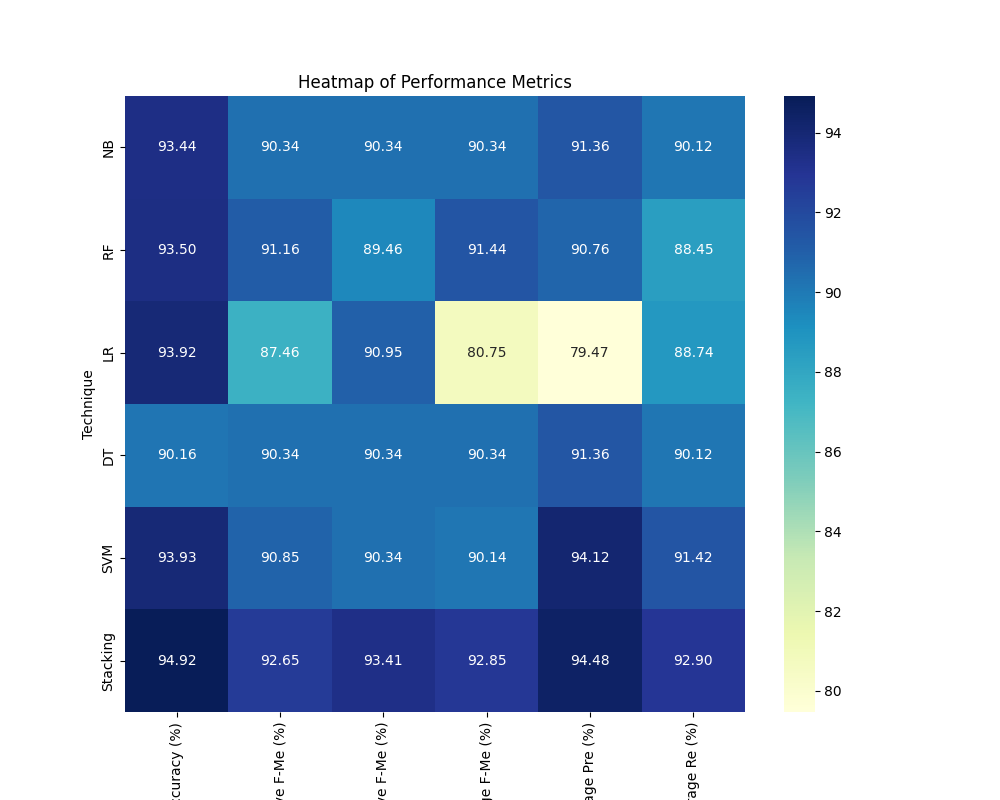 Heatmap of Performance Metrics
NB 93.44 90.34 90.34 90.34 91.36 90.12
RF 93.50 91.16 89.46 91.44 90.76 88.45
LR 93.92 87.46 90.95 80.75 79.47 88.74
DT 90.16 90.34 90.34 90.34 91.36 90.12
SVM 93.93 90.85 90.34 90.14 94.12 91.42
Stacking 94.92 92.65 93.41 92.85 94.48 92.90
Technique
ccuracy (%)
ve F-Me (%)
ve F-Me (%)
ge F-Me (%)
age Pre (%)
rage Re (%)
94
92
90
88
86
84
82
80